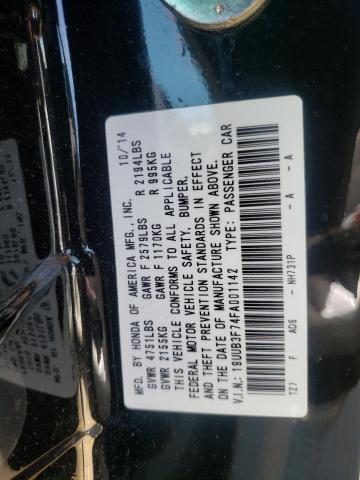 MFD. BY HONDA OF AMERICA MFG., INC. 10/14
GVWR 4751LBS GAWR F 2579LBS R 2194LBS
GVWR 2155KG GAWR F 1170KG R 995KG
THIS VEHICLE CONFORMS TO ALL APPLICABLE
FEDERAL MOTOR VEHICLE SAFETY, BUMPER,
AND THEFT PREVENTION STANDARDS IN EFFECT
ON THE DATE OF MANUFACTURE SHOWN ABOVE.
V.I.N.: 19UUB3F74FA001142 TYPE: PASSENGER CAR
TZ7 F AO6 - NH731P - A - A